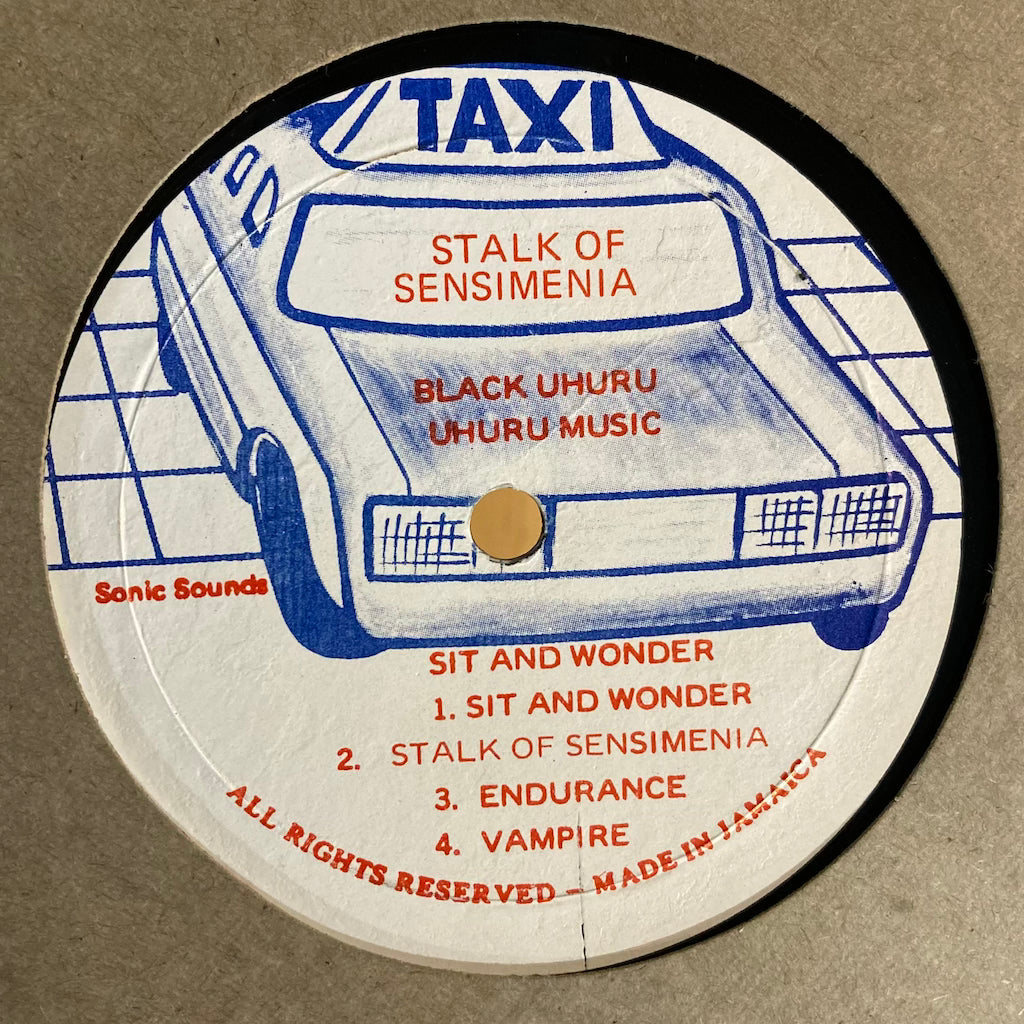 TAXI
STALK OF
SENSIMENIA
BLACK UHURU
UHURU MUSIC
Sonic Sounds
SIT AND WONDER
1. SIT AND WONDER
2. STALK OF SENSIMENIA
3. ENDURANCE
4. VAMPIRE
ALL RIGHTS RESERVED - MADE IN JAMAICA